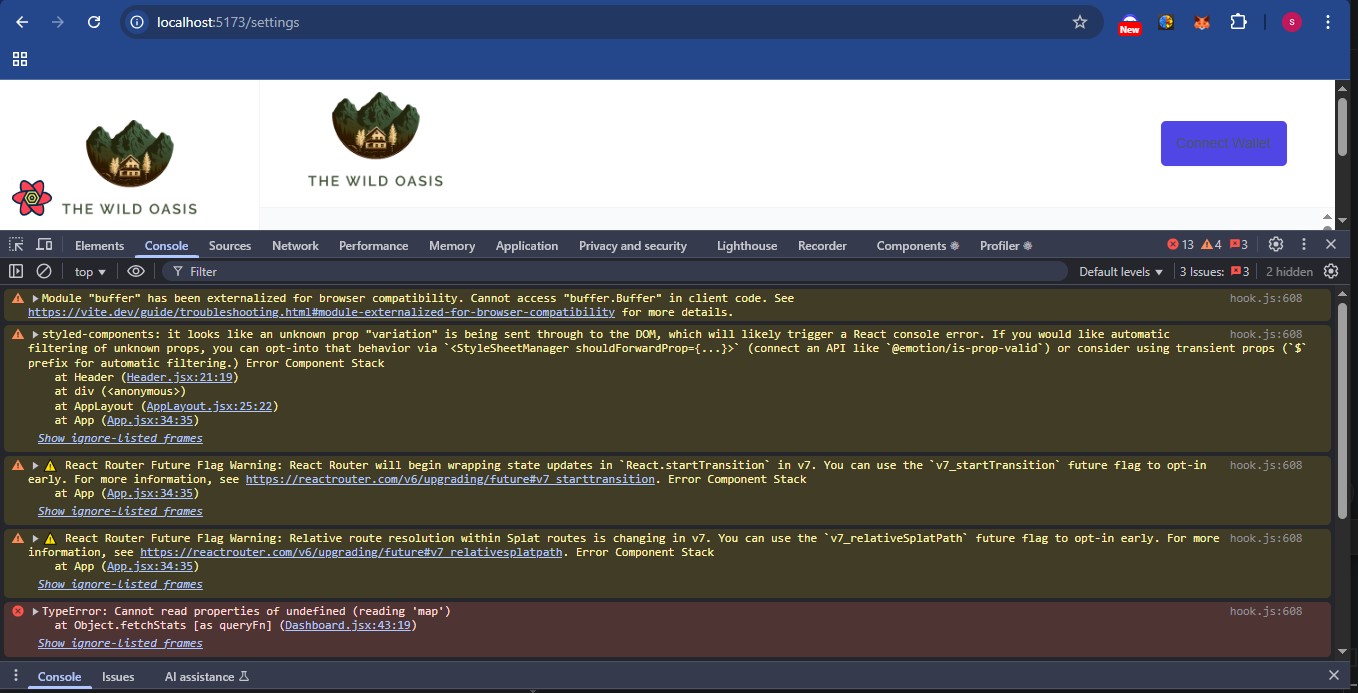 localhost:5173/settings
New
S
THE WILD OASIS
Connect Wallet
THE WILD OASIS
Elements Console Sources Network Performance Memory Application Privacy and security Lighthouse Recorder Components Profiler 13 4 3
top Filter Default levels 3 Issues: 3 2 hidden
Module "buffer" has been externalized for browser compatibility. Cannot access "buffer.Buffer" in client code. See hook.js:608
https://vite.dev/guide/troubleshooting.html#module-externalized-for-browser-compatibility for more details.
styled-components: it looks like an unknown prop "variation" is being sent through to the DOM, which will likely trigger a React console error. If you would like automatic hook.js:608
filtering of unknown props, you can opt-into that behavior via `<StyleSheetManager shouldForwardProp={...}>` (connect an API like `@emotion/is-prop-valid`) or consider using transient props (`$`
prefix for automatic filtering.) Error Component Stack
at Header (Header.jsx:21:19)
at div (<anonymous>)
at AppLayout (AppLayout.jsx:25:22)
at App (App.jsx:34:35)
Show ignore-listed frames
React Router Future Flag Warning: React Router will begin wrapping state updates in `React.startTransition` in v7. You can use the `v7_startTransition` future flag to opt-in hook.js:608
early. For more information, see https://reactrouter.com/v6/upgrading/future#v7_starttransition. Error Component Stack
at App (App.jsx:34:35)
Show ignore-listed frames
React Router Future Flag Warning: Relative route resolution within Splat routes is changing in v7. You can use the `v7_relativeSplatPath` future flag to opt-in early. For more hook.js:608
information, see https://reactrouter.com/v6/upgrading/future#v7_relativesplatpath. Error Component Stack
at App (App.jsx:34:35)
Show ignore-listed frames
TypeError: Cannot read properties of undefined (reading 'map') hook.js:608
at Object.fetchStats [as queryFn] (Dashboard.jsx:43:19)
Show ignore-listed frames
Console Issues AI assistance